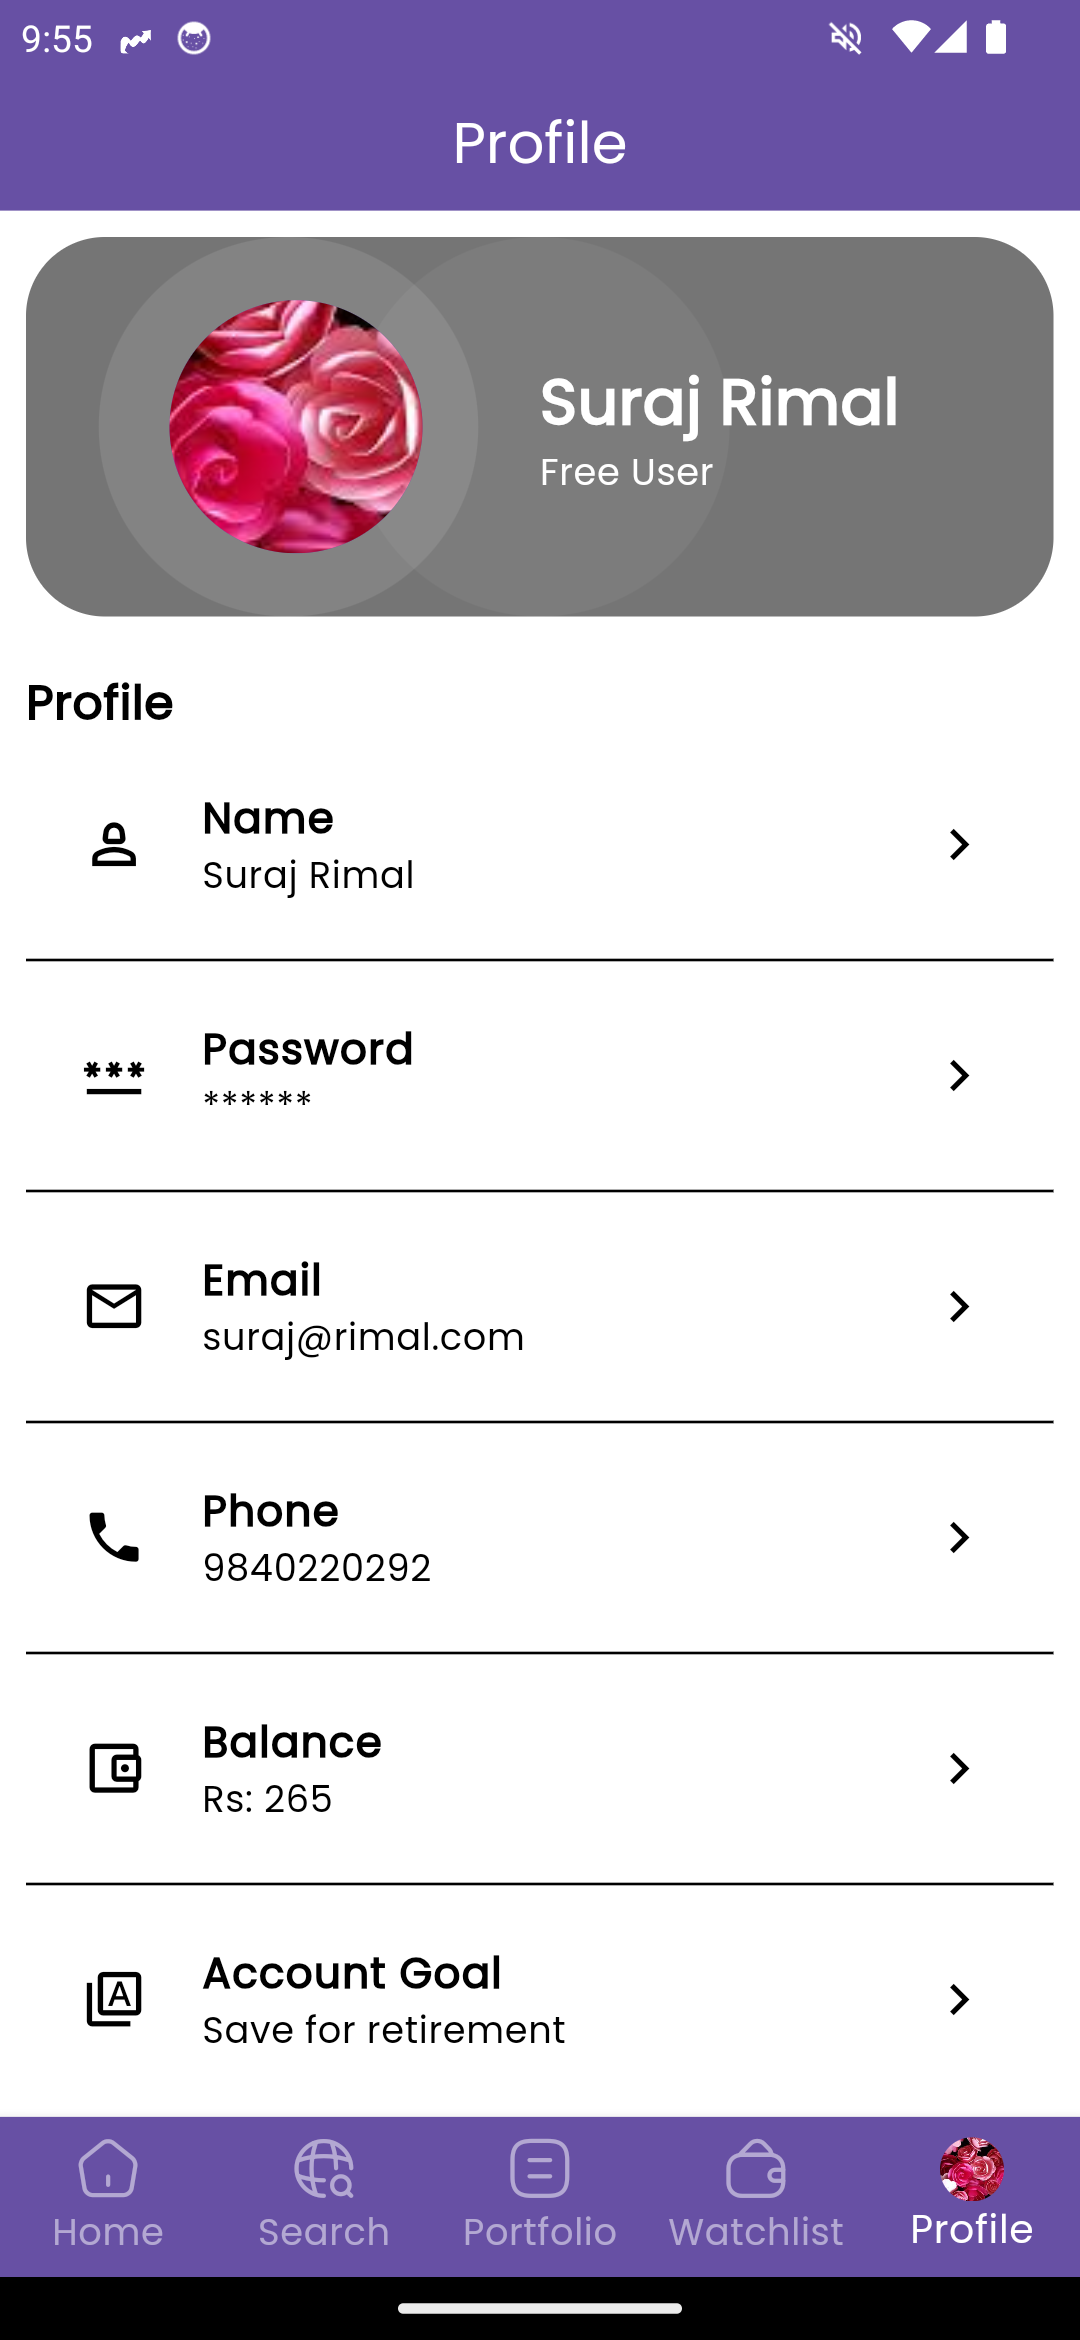 9:55
Profile
Suraj Rimal
Free User
Profile
Name
Suraj Rimal
Password
******
Email
suraj@rimal.com
Phone
9840220292
Balance
Rs: 265
Account Goal
Save for retirement
Home Search Portfolio Watchlist Profile